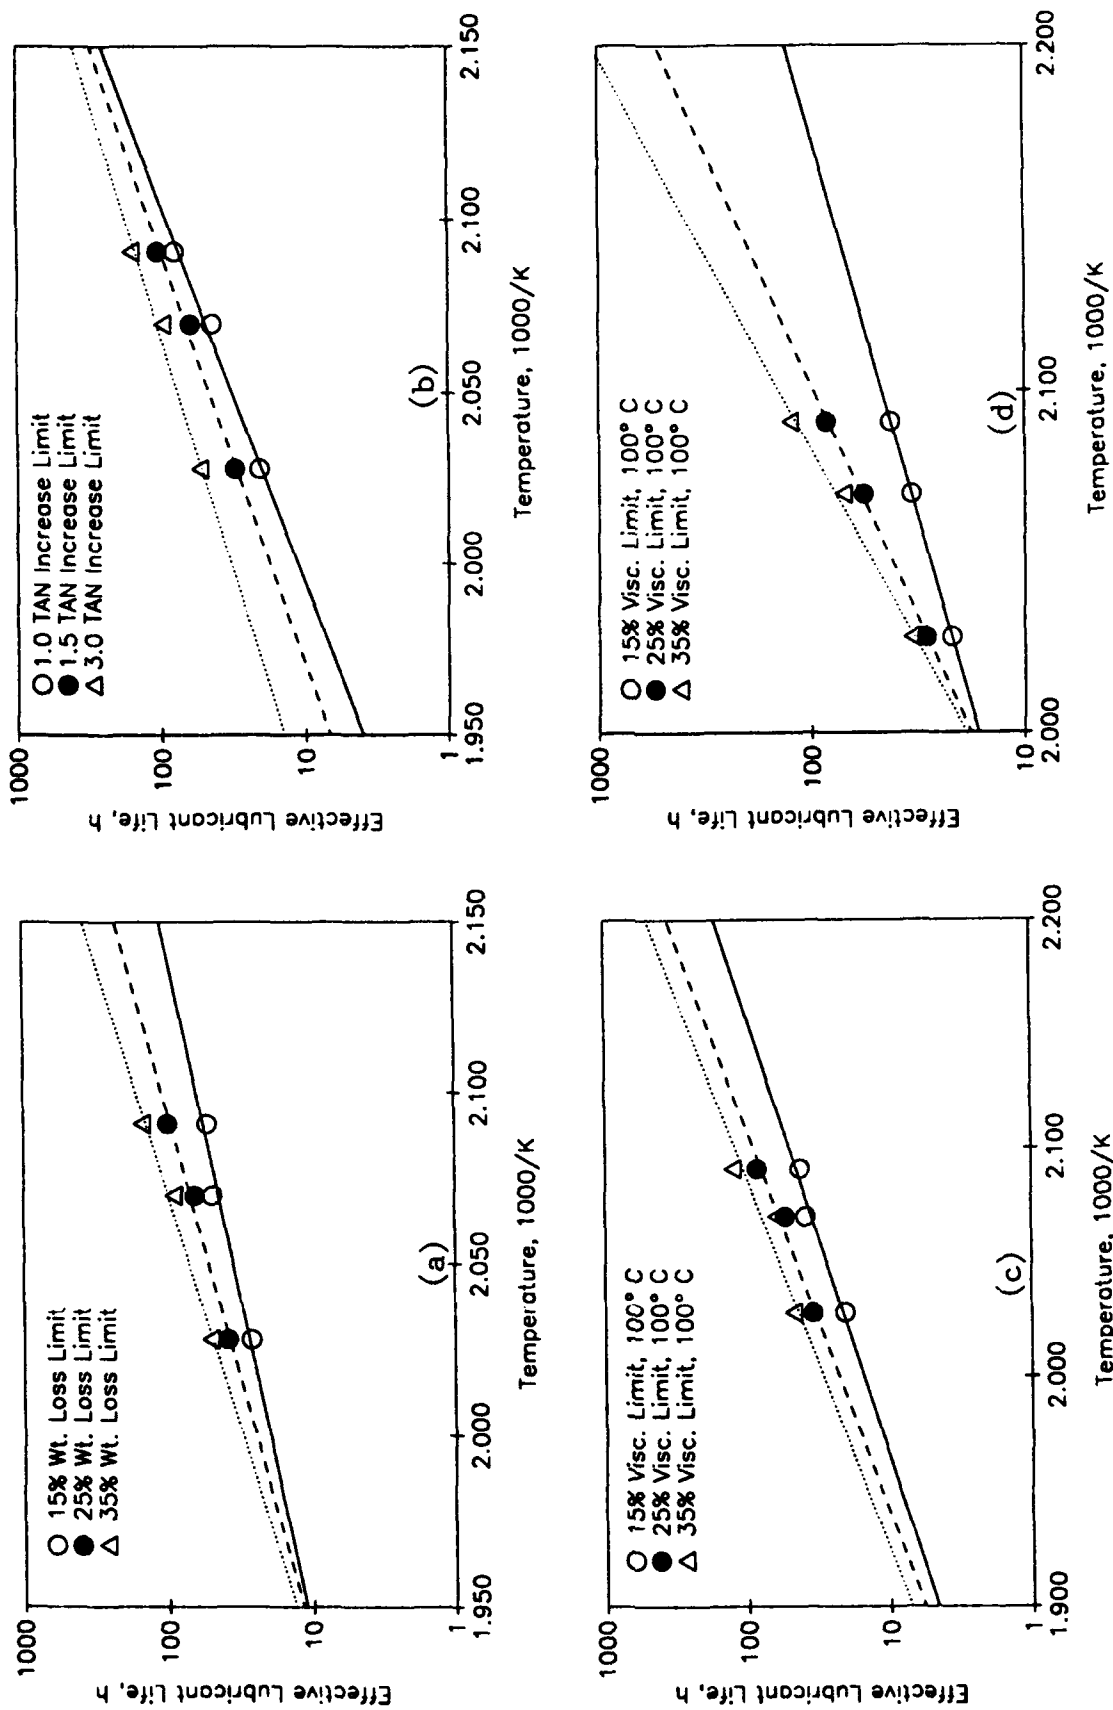 1000
100
10
1
Effective Lubricant Life, h
○ 15% Wt. Loss Limit
● 25% Wt. Loss Limit
△ 35% Wt. Loss Limit
1.950 2.000 2.050 2.100 2.150
(a)
Temperature, 1000/K
1000
100
10
1
Effective Lubricant Life, h
○ 1.0 TAN Increase Limit
● 1.5 TAN Increase Limit
△ 3.0 TAN Increase Limit
1.950 2.000 2.050 2.100 2.150
(b)
Temperature, 1000/K
1000
100
10
1
Effective Lubricant Life, h
○ 15% Visc. Limit, 100° C
● 25% Visc. Limit, 100° C
△ 35% Visc. Limit, 100° C
1.900 2.000 2.100 2.200
(c)
Temperature, 1000/K
1000
100
10
Effective Lubricant Life, h
○ 15% Visc. Limit, 100° C
● 25% Visc. Limit, 100° C
△ 35% Visc. Limit, 100° C
2.000 2.100 2.200
(d)
Temperature, 1000/K